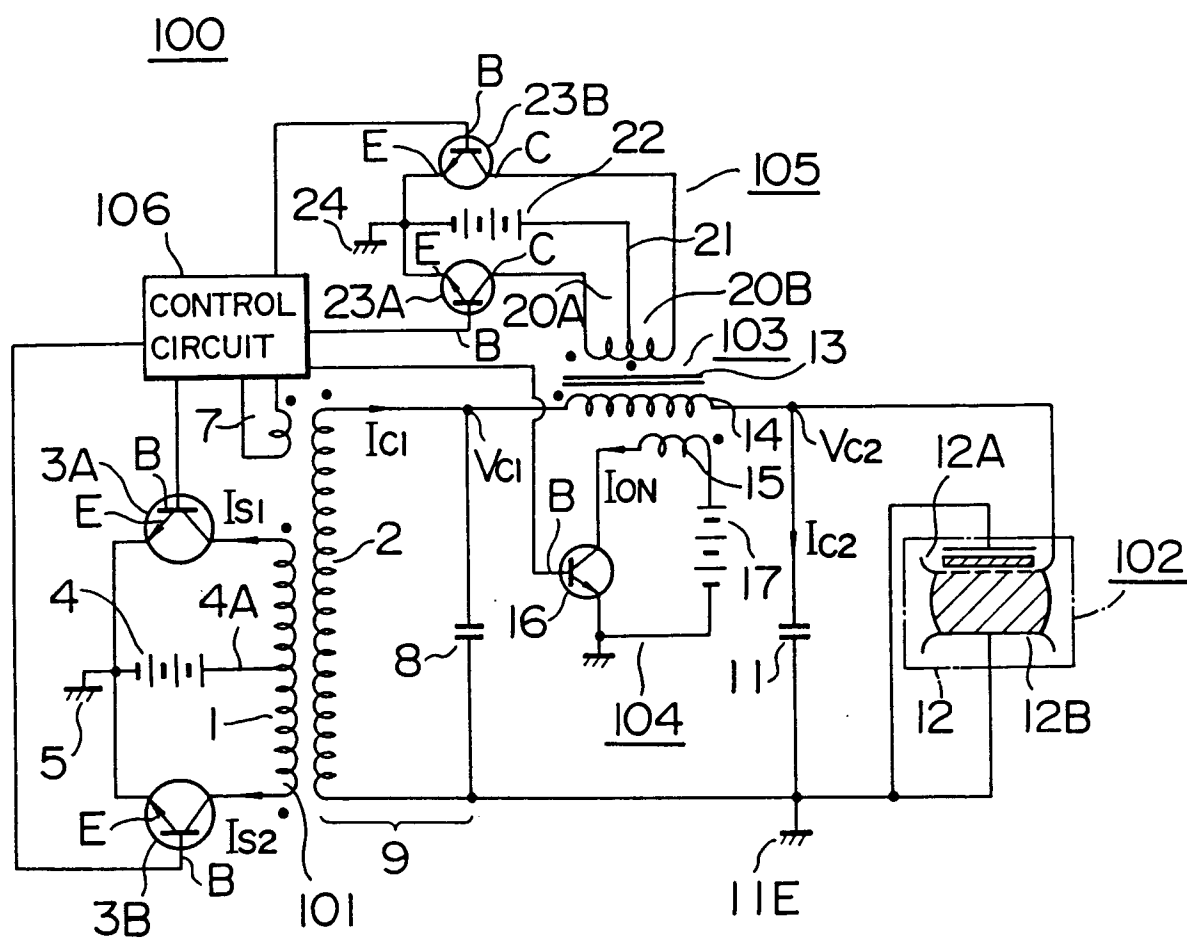 100
B
23B
E
C
22
105
106
24
21
E
C
CONTROL
CIRCUIT
23A
20A
20B
B
103
13
7
IC1
VC1
14
VC2
12A
3A
B
E
IS1
15
ION
B
2
IC2
102
17
4
4A
16
8
11
5
1
104
12
12B
E
IS2
9
B
3B
101
11E